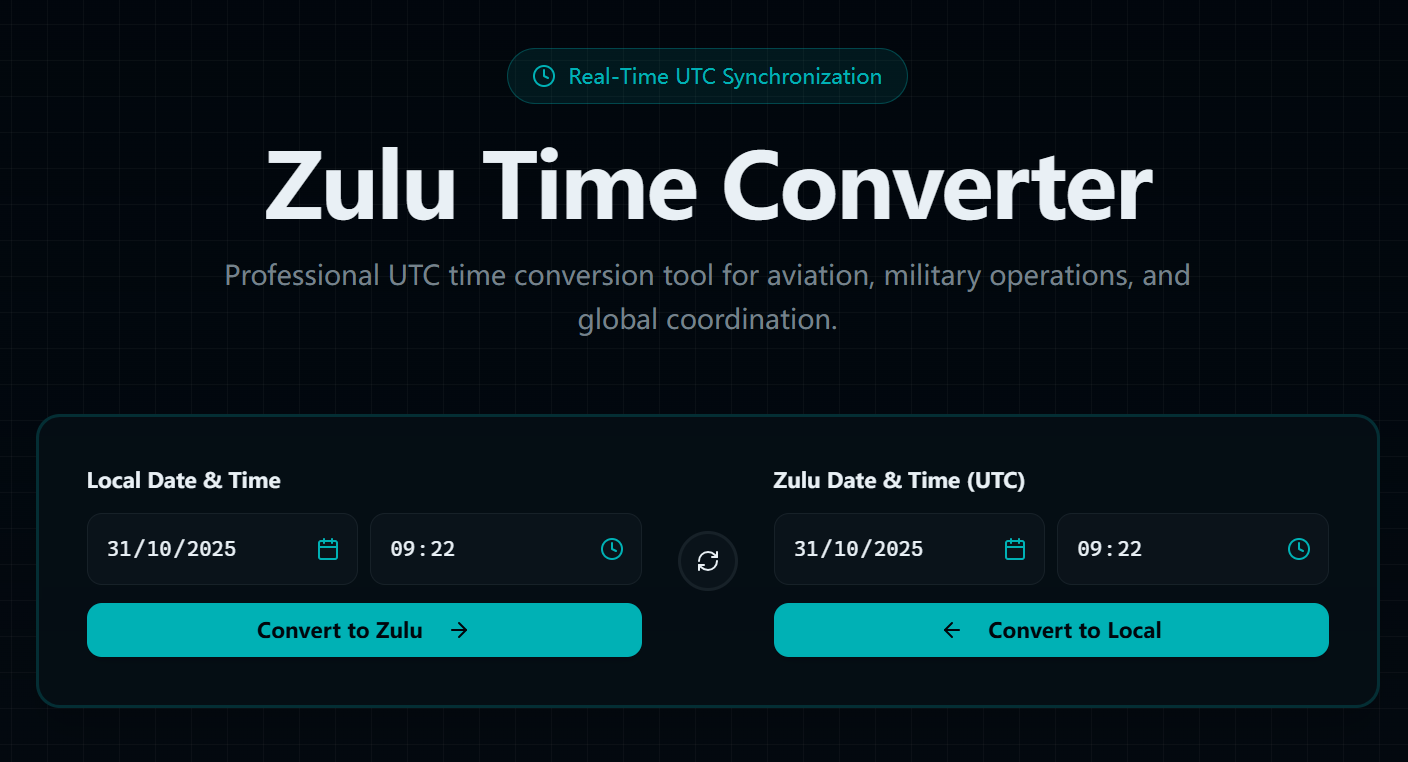 Real-Time UTC Synchronization
Zulu Time Converter
Professional UTC time conversion tool for aviation, military operations, and
global coordination.
Local Date & Time
31/10/2025
09:22
Convert to Zulu →
Zulu Date & Time (UTC)
31/10/2025
09:22
← Convert to Local